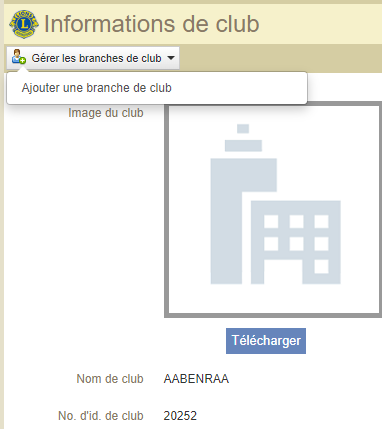 Informations de club
Gérer les branches de club
Ajouter une branche de club
Image du club
Télécharger
Nom de club AABENRAA
No. d'id. de club 20252